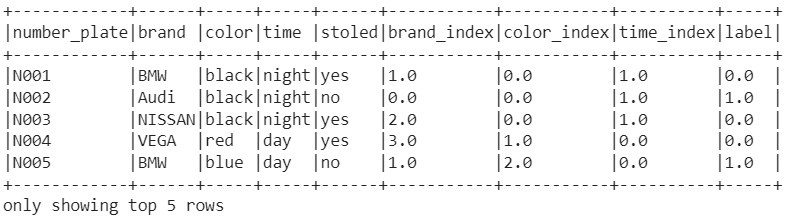 +------------+------+-----+-----+------+-----------+-----------+----------+-----+
|number_plate|brand |color|time |stoled|brand_index|color_index|time_index|label|
+------------+------+-----+-----+------+-----------+-----------+----------+-----+
|N001        |BMW   |black|night|yes   |1.0        |0.0        |1.0       |0.0  |
|N002        |Audi  |black|night|no    |0.0        |0.0        |1.0       |1.0  |
|N003        |NISSAN|black|night|yes   |2.0        |0.0        |1.0       |0.0  |
|N004        |VEGA  |red  |day  |yes   |3.0        |1.0        |0.0       |0.0  |
|N005        |BMW   |blue |day  |no    |1.0        |2.0        |0.0       |1.0  |
+------------+------+-----+-----+------+-----------+-----------+----------+-----+
only showing top 5 rows